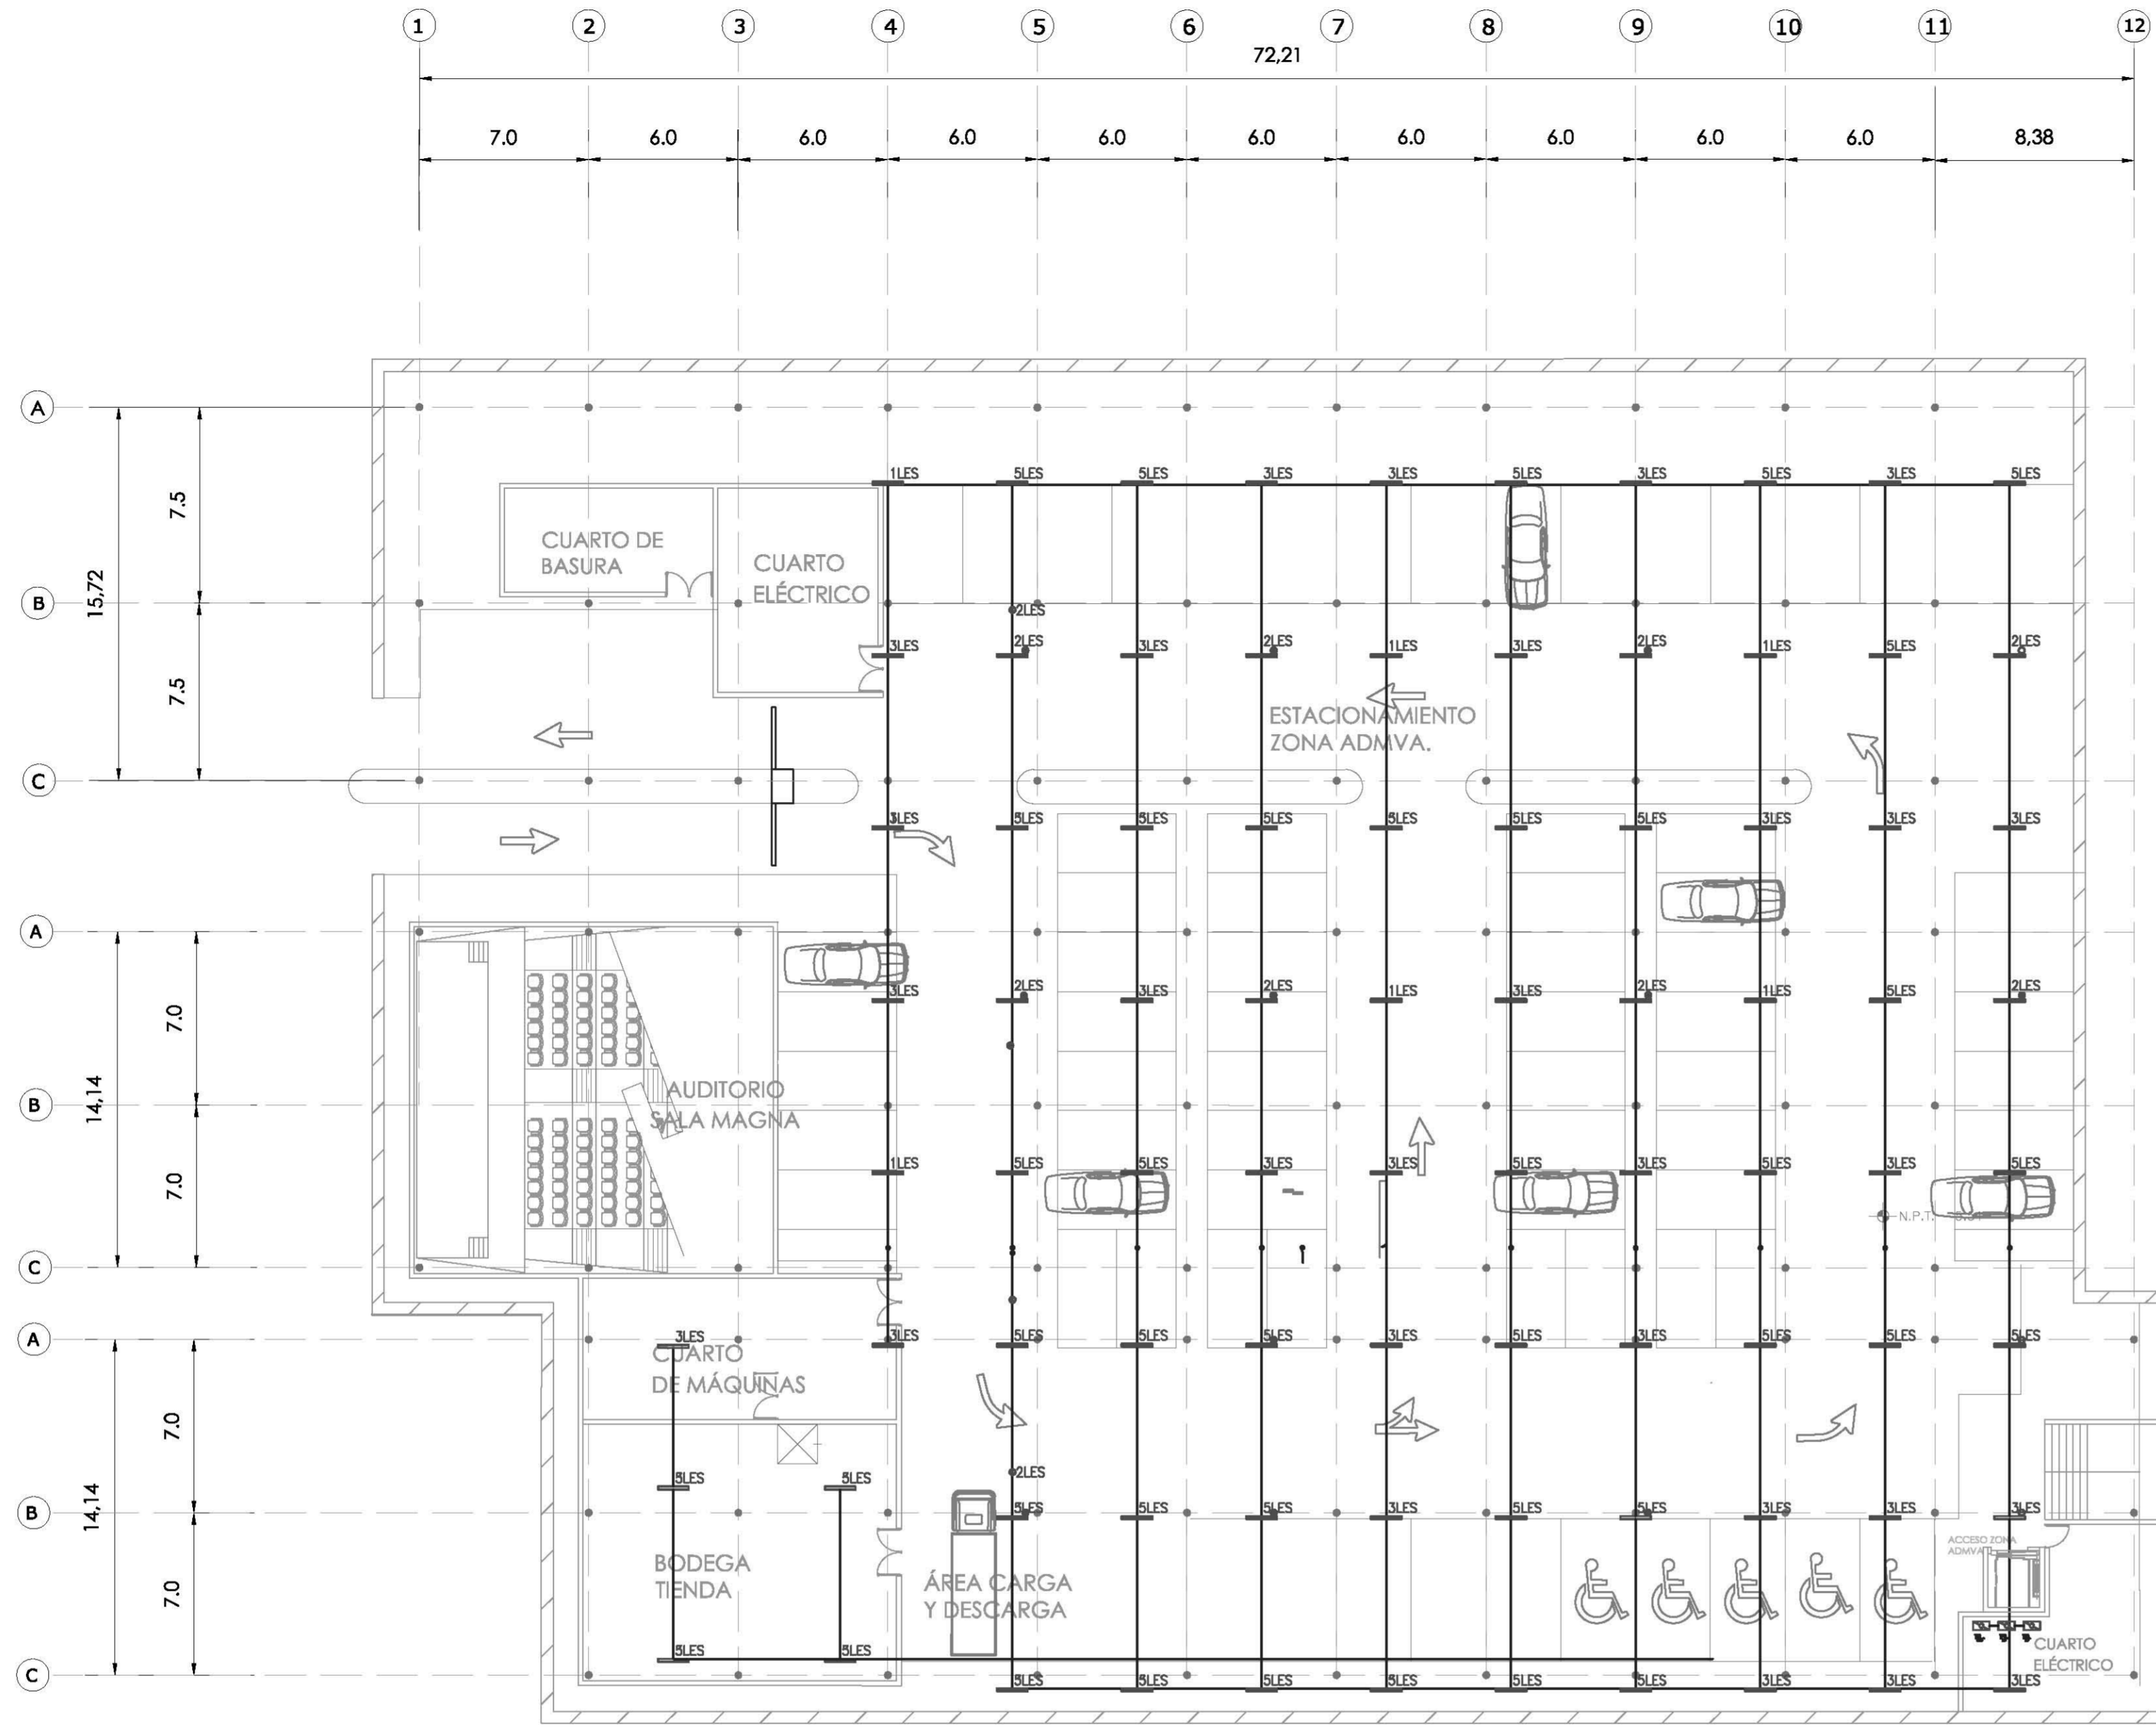 1 2 3 4 5 6 7 8 9 10 11 12
72,21
7.0 6.0 6.0 6.0 6.0 6.0 6.0 6.0 6.0 6.0 8,38
A
1LES 5LES 5LES 3LES 3LES 5LES 3LES 5LES 3LES 5LES
7.5
CUARTO DE
BASURA
CUARTO
ELÉCTRICO
15,72
B
2LES
3LES 2LES 3LES 2LES 1LES 3LES 2LES 1LES 5LES 2LES
7.5
ESTACIONAMIENTO
ZONA ADMVA.
C
3LES 5LES 5LES 5LES 5LES 5LES 5LES 3LES 3LES 3LES
A
3LES 2LES 3LES 2LES 1LES 3LES 2LES 1LES 5LES 2LES
7.0
14,14
B
AUDITORIO
SALA MAGNA
1LES 5LES 5LES 3LES 3LES 5LES 3LES 5LES 3LES 5LES
7.0
N.P.T.
C
A
3LES 3LES 5LES 5LES 5LES 3LES 5LES 3LES 5LES 5LES 5LES
CUARTO
DE MÁQUINAS
7.0
2LES
5LES 5LES
14,14
B
5LES 5LES 5LES 3LES 5LES 5LES 3LES 3LES 3LES
ACCESO ZONA
ADMVA
BODEGA
TIENDA
ÁREA CARGA
Y DESCARGA
7.0
CUARTO
ELÉCTRICO
5LES 5LES
C
5LES 5LES 5LES 5LES 5LES 5LES 3LES 3LES 3LES